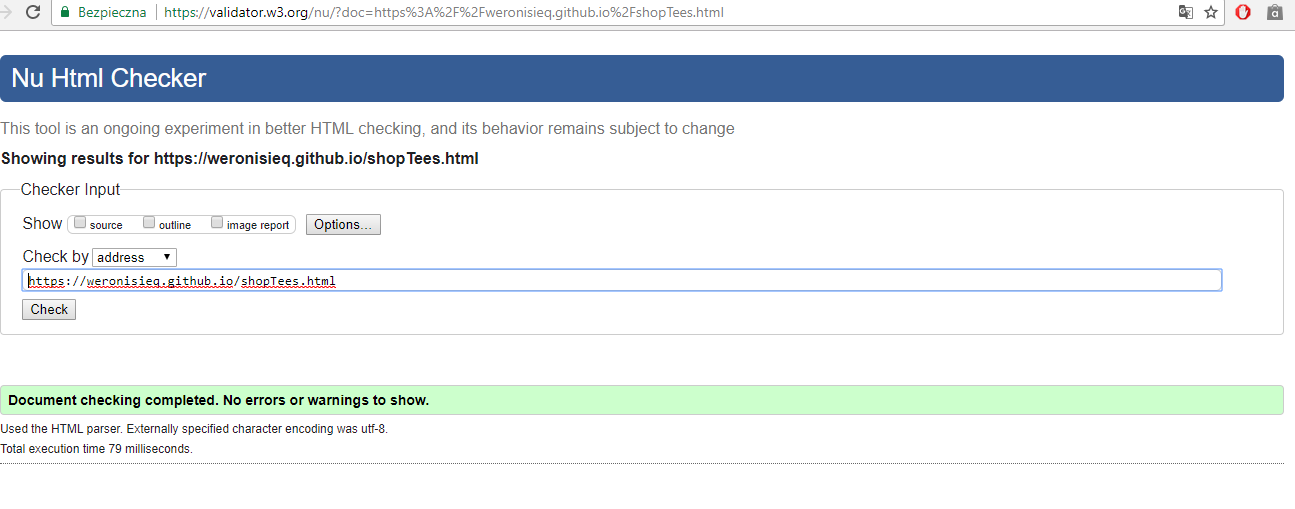 Bezpieczna https://validator.w3.org/nu/?doc=https%3A%2F%2Fweronisieq.github.io%2FshopTees.html
Nu Html Checker
This tool is an ongoing experiment in better HTML checking, and its behavior remains subject to change
Showing results for https://weronisieq.github.io/shopTees.html
Checker Input
Show source outline image report Options...
Check by address
https://weronisieq.github.io/shopTees.html
Check
Document checking completed. No errors or warnings to show.
Used the HTML parser. Externally specified character encoding was utf-8.
Total execution time 79 milliseconds.